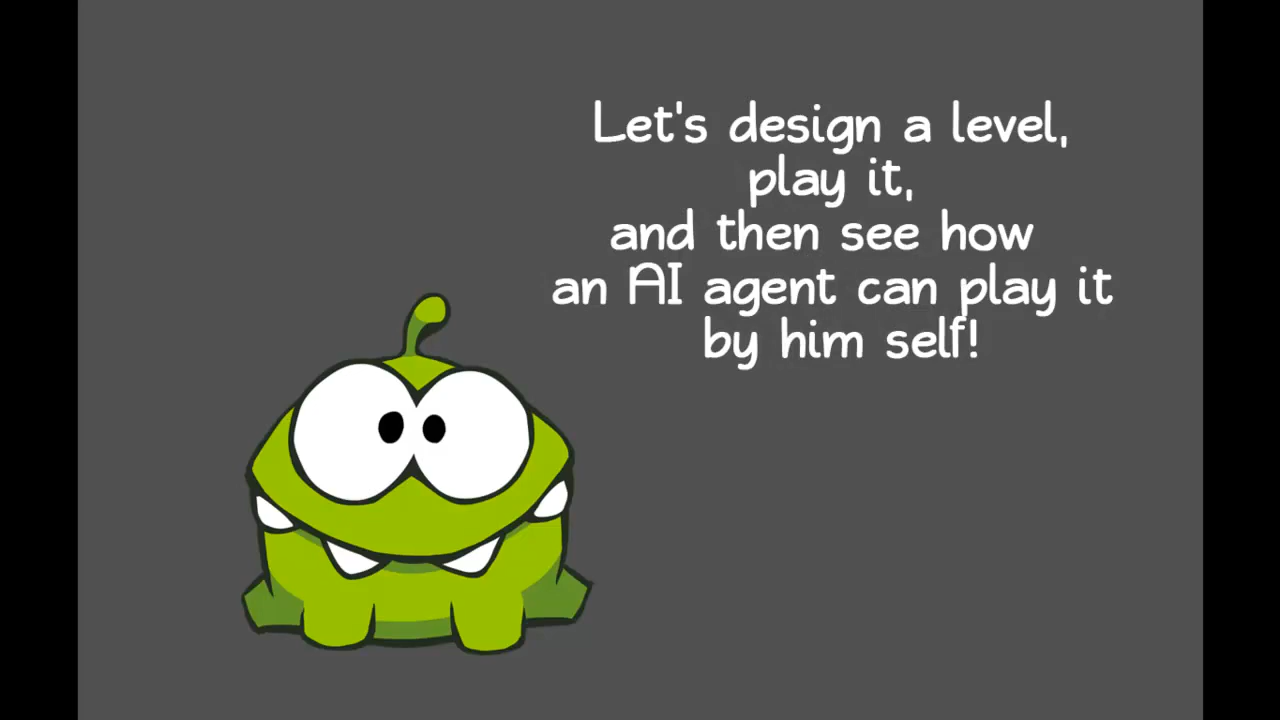 Let's design a level,
play it,
and then see how
an AI agent can play it
by him self!